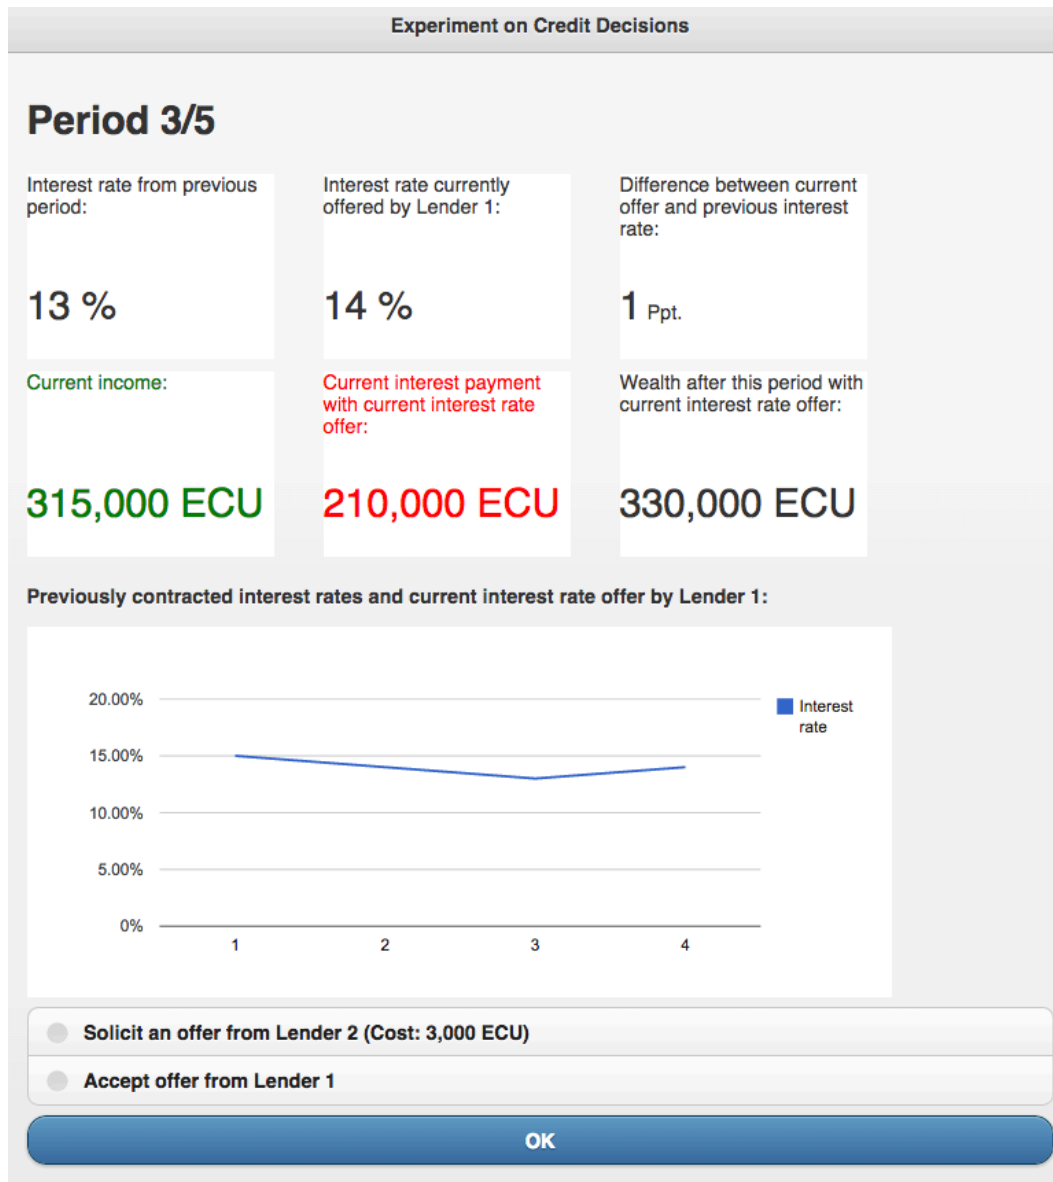 Experiment on Credit Decisions
Period 3/5
Interest rate from previous
period:
13 %
Interest rate currently
offered by Lender 1:
14 %
Difference between current
offer and previous interest
rate:
1 Ppt.
Current income:
315,000 ECU
Current interest payment
with current interest rate
offer:
210,000 ECU
Wealth after this period with
current interest rate offer:
330,000 ECU
Previously contracted interest rates and current interest rate offer by Lender 1:
20.00%
15.00%
10.00%
5.00%
0%
1 2 3 4
Interest
rate
Solicit an offer from Lender 2 (Cost: 3,000 ECU)
Accept offer from Lender 1
OK